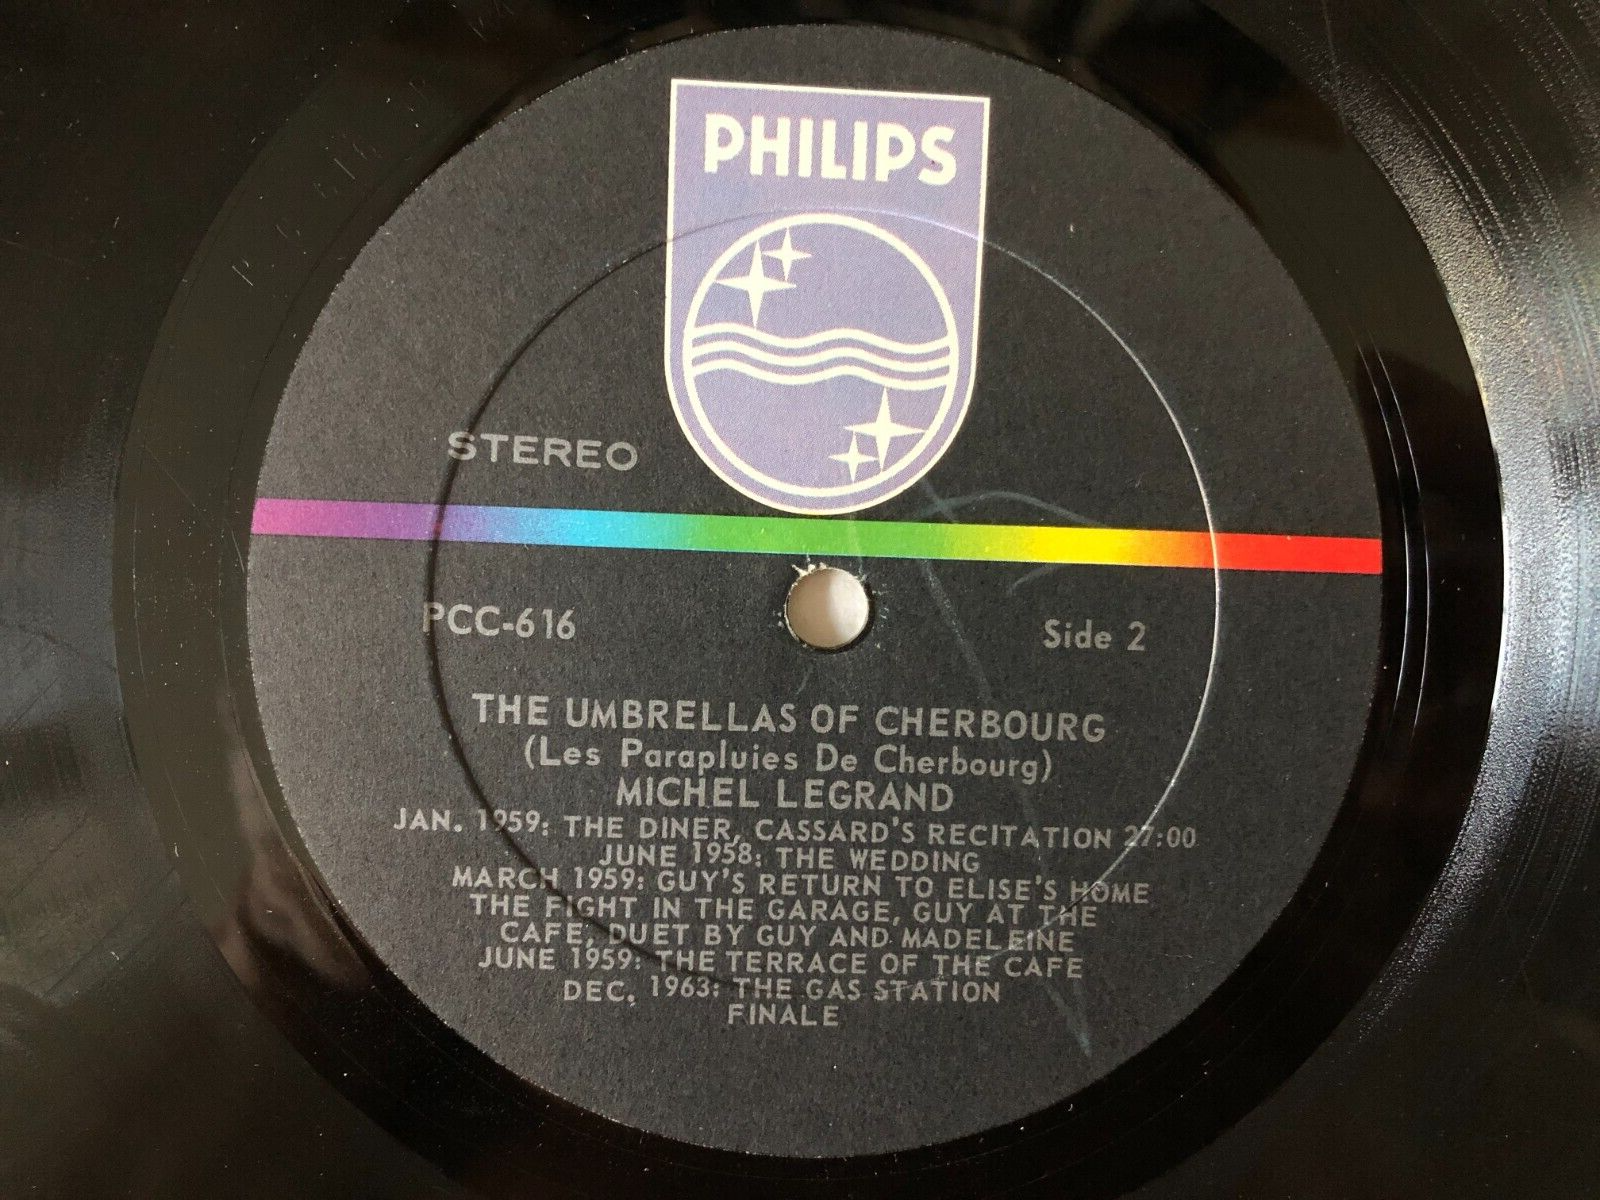 PHILIPS
STEREO
PCC-616
Side 2
THE UMBRELLAS OF CHERBOURG
(Les Parapluies De Cherbourg)
MICHEL LEGRAND
JAN. 1959: THE DINER, CASSARD'S RECITATION 27:00
JUNE 1958: THE WEDDING
MARCH 1959: GUY'S RETURN TO ELISE'S HOME
THE FIGHT IN THE GARAGE, GUY AT THE
CAFE, DUET BY GUY AND MADELEINE
JUNE 1959: THE TERRACE OF THE CAFE
DEC, 1963: THE GAS STATION
FINALE